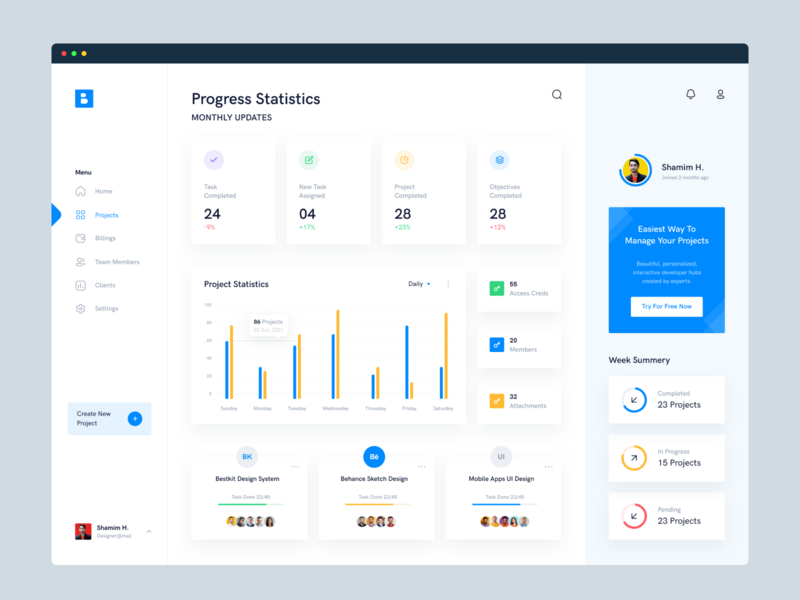 B
Menu
Home
Projects
Billings
Team Members
Clients
Settings
Create New
Project
+
Shamim H.
Designer@mail
Progress Statistics
MONTHLY UPDATES
Task
Completed
24
-9%
New Task
Assigned
04
+17%
Project
Completed
28
+23%
Objectives
Completed
28
+12%
Project Statistics
Daily
100
80
60
40
20
0
86 Projects
02 Jun, 2021
Sunday
Monday
Tuesday
Wednesday
Thrusday
Friday
Saturday
55
Access Creds
20
Members
32
Attachments
BK
Bestkit Design System
Task Done 22/45
Bē
Behance Sketch Design
Task Done 22/45
UI
Mobile Apps UI Design
Task Done 22/45
Shamim H.
Joined 2 months ago
Easiest Way To
Manage Your Projects
Beautiful, personalized,
interactive developer hubs
created by experts.
Try For Free Now
Week Summery
Completed
23 Projects
In Progress
15 Projects
Pending
23 Projects